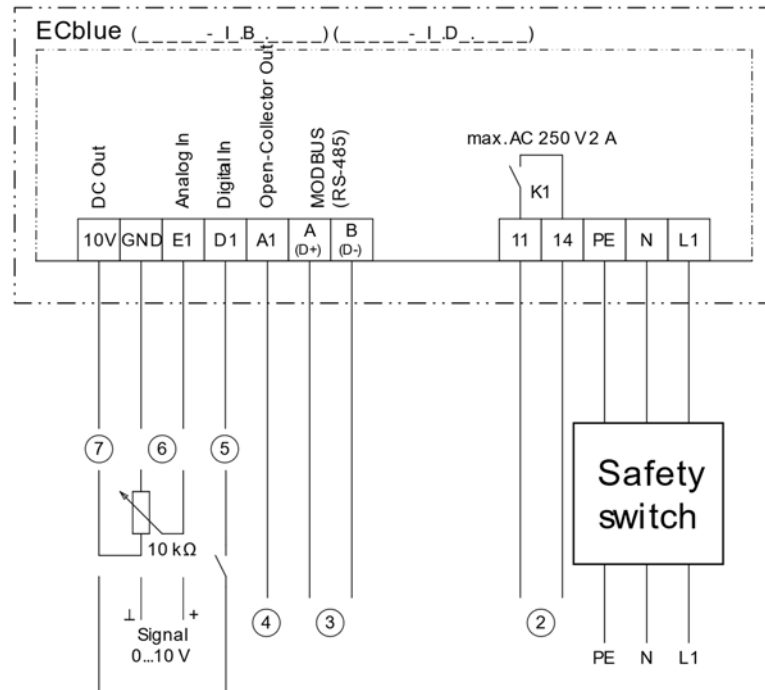 ECblue (_____-_I_B_._____) (_____-_I_D_._____)
DC Out
Analog In
Digital In
Open-Collector Out
MODBUS
(RS-485)
max. AC 250 V 2 A
K1
10V GND E1 D1 A1 A B 11 14 PE N L1
(D+) (D-)
7 6 5
Safety
switch
10 kΩ
⊥ +
Signal
0...10 V
4 3 2
PE N L1